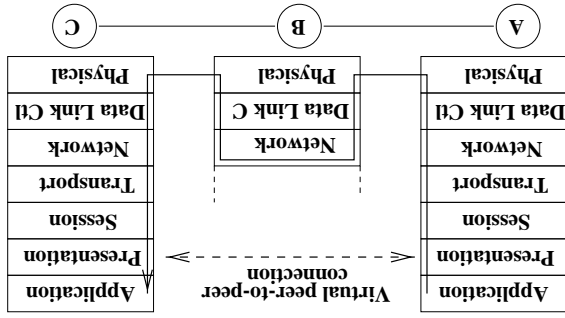 Application
Presentation
Session
Transport
Network
Data Link Ctl
Physical
A
Virtual peer-to-peer
connection
Network
Data Link C
Physical
B
Application
Presentation
Session
Transport
Network
Data Link Ctl
Physical
C